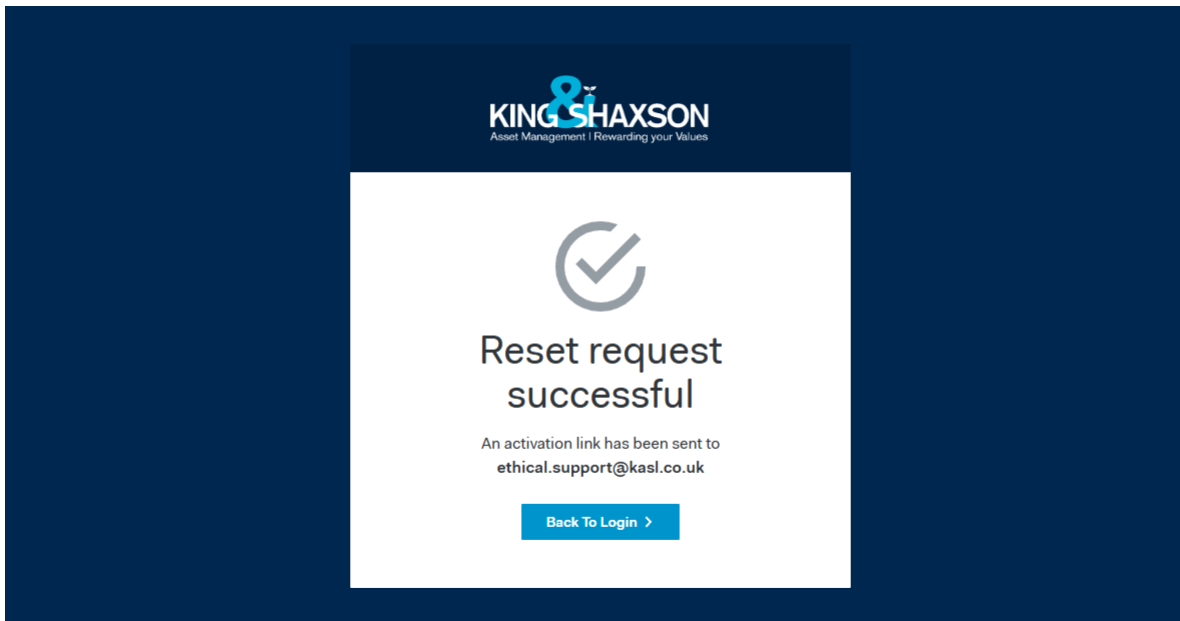 KING & SHAXSON
Asset Management | Rewarding your Values
Reset request
successful
An activation link has been sent to
ethical.support@kasl.co.uk
Back To Login